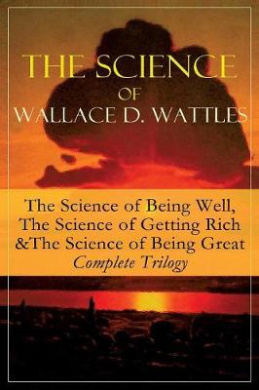 THE SCIENCE
OF
WALLACE D. WATTLES
The Science of Being Well,
The Science of Getting Rich
&The Science of Being Great
Complete Trilogy